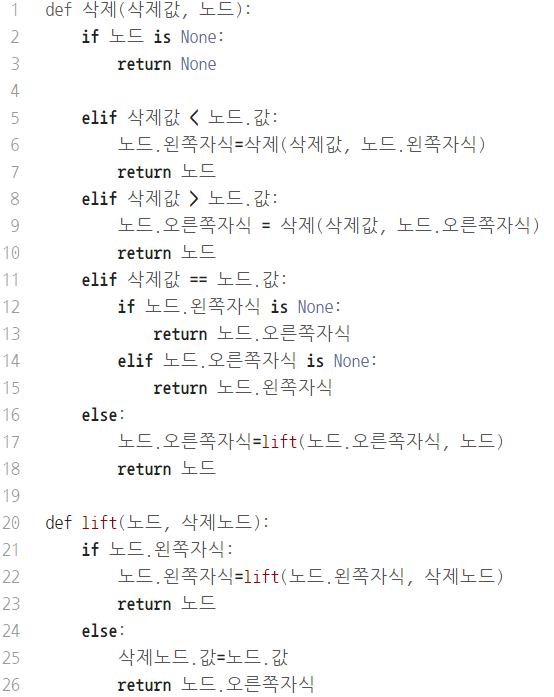 1 def 삭제(삭제값, 노드):
2     if 노드 is None:
3         return None
4
5     elif 삭제값 < 노드.값:
6         노드.왼쪽자식=삭제(삭제값, 노드.왼쪽자식)
7         return 노드
8     elif 삭제값 > 노드.값:
9         노드.오른쪽자식 = 삭제(삭제값, 노드.오른쪽자식)
10         return 노드
11     elif 삭제값 == 노드.값:
12         if 노드.왼쪽자식 is None:
13             return 노드.오른쪽자식
14         elif 노드.오른쪽자식 is None:
15             return 노드.왼쪽자식
16     else:
17         노드.오른쪽자식=lift(노드.오른쪽자식, 노드)
18         return 노드
19
20 def lift(노드, 삭제노드):
21     if 노드.왼쪽자식:
22         노드.왼쪽자식=lift(노드.왼쪽자식, 삭제노드)
23         return 노드
24     else:
25         삭제노드.값=노드.값
26         return 노드.오른쪽자식